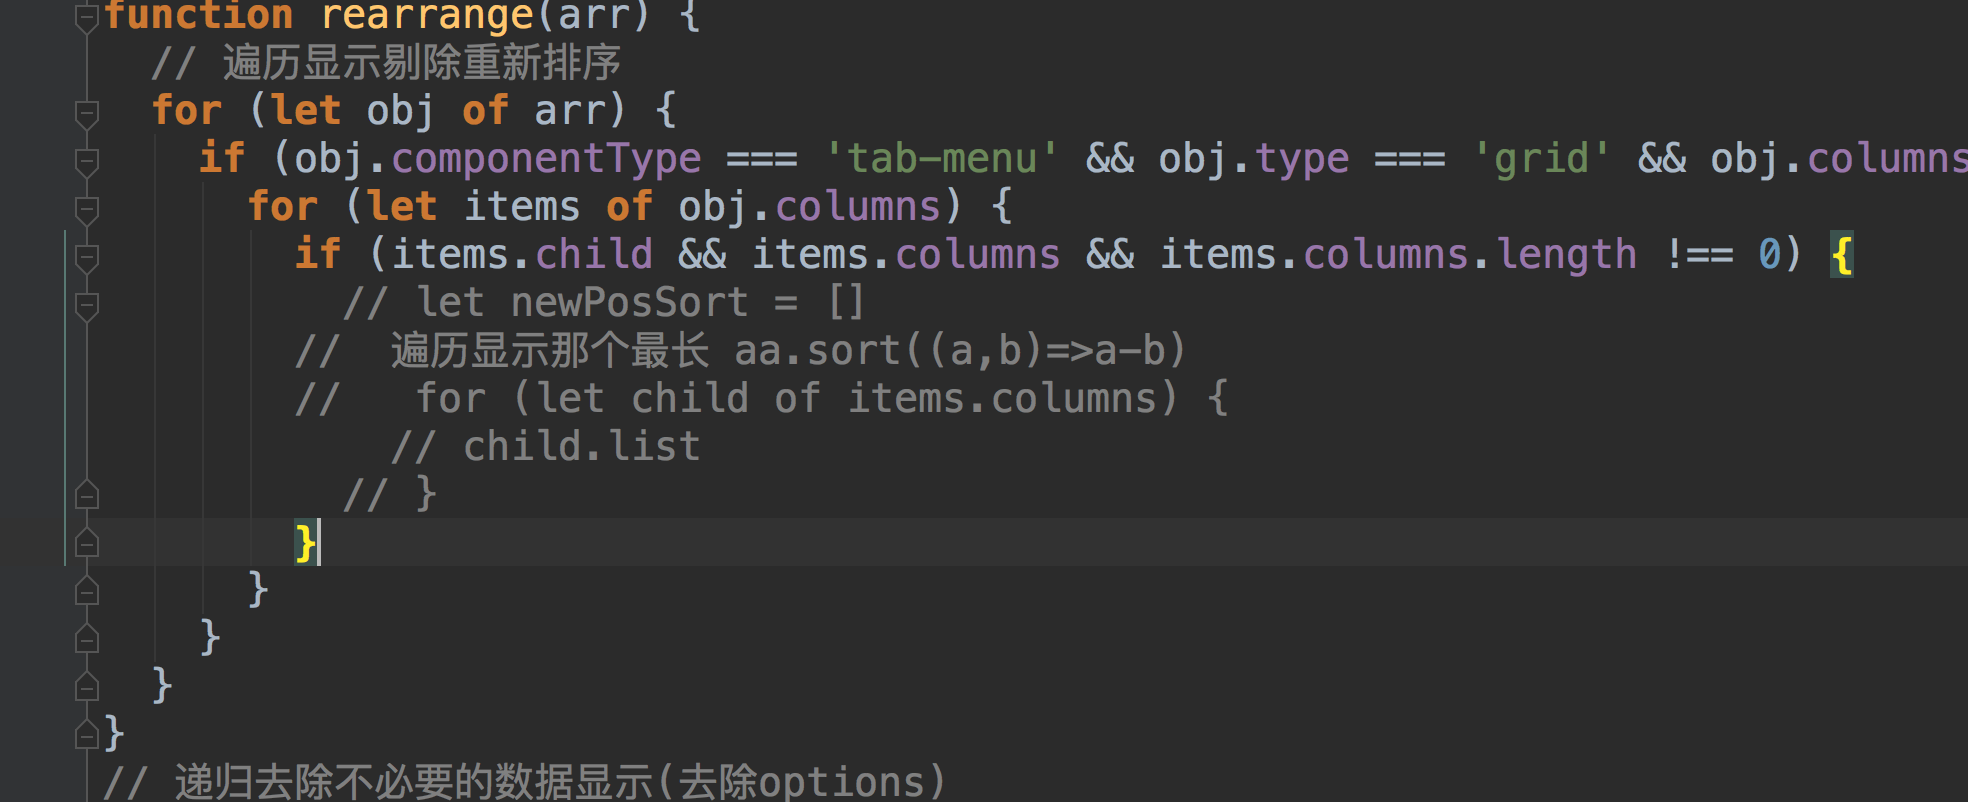 function rearrange(arr) {
  // 遍历显示剔除重新排序
  for (let obj of arr) {
    if (obj.componentType === 'tab-menu' && obj.type === 'grid' && obj.columns
      for (let items of obj.columns) {
        if (items.child && items.columns && items.columns.length !== 0) {
          // let newPosSort = []
        //  遍历显示那个最长 aa.sort((a,b)=>a-b)
        //   for (let child of items.columns) {
            // child.list
          // }
        }
      }
    }
  }
}
// 递归去除不必要的数据显示(去除options)